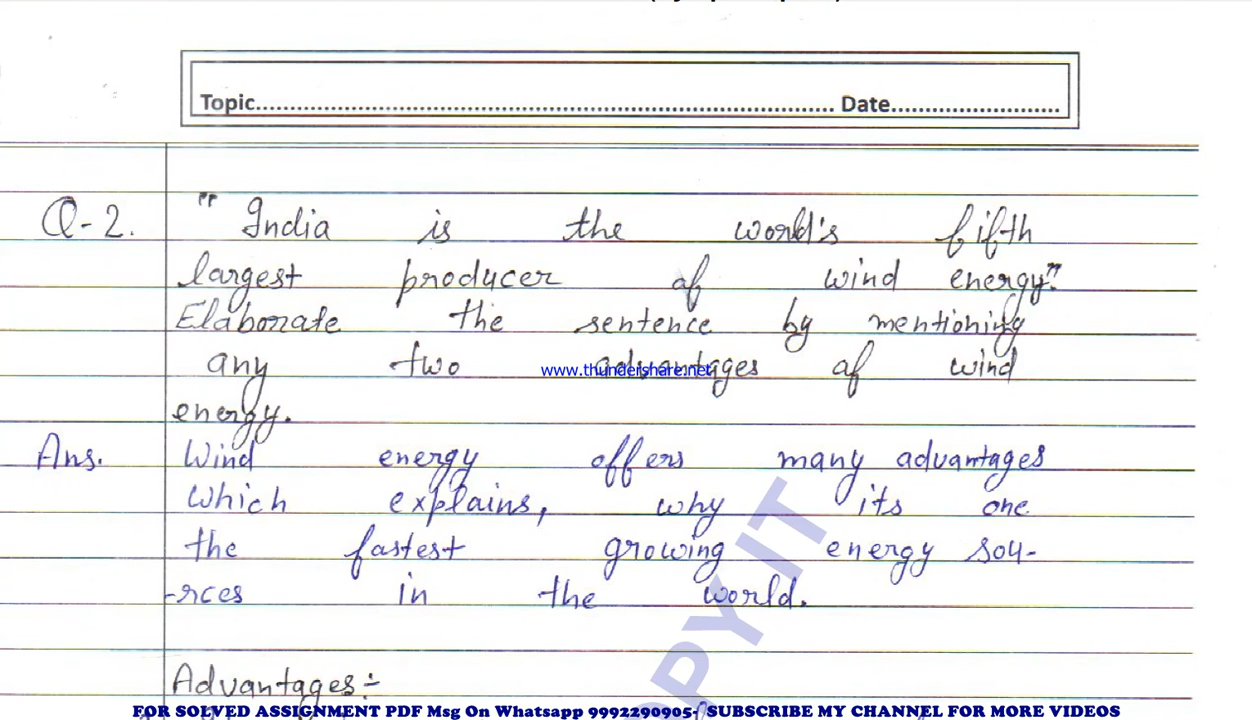 Topic.......................................................................................... Date..........................
Q-2. " India is the world's fifth
largest producer of wind energy."
Elaborate the sentence by mentioning
any two advantages of wind
www.thundershare.net
energy.
Ans. Wind energy offers many advantages
which explains, why its one
the fastest growing energy sou-
-rces in the world.
Advantages:-
OPY IT
FOR SOLVED ASSIGNMENT PDF Msg On Whatsapp 9992290905- SUBSCRIBE MY CHANNEL FOR MORE VIDEOS